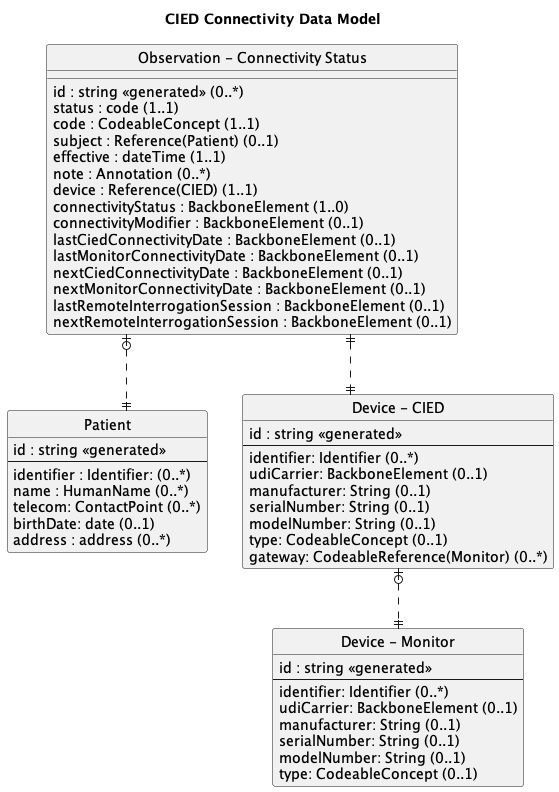 CIED Connectivity Data Model
Observation - Connectivity Status
id : string «generated» (0..*)
status : code (1..1)
code : CodeableConcept (1..1)
subject : Reference(Patient) (0..1)
effective : dateTime (1..1)
note : Annotation (0..*)
device : Reference(CIED) (1..1)
connectivityStatus : BackboneElement (1..0)
connectivityModifier : BackboneElement (0..1)
lastCiedConnectivityDate : BackboneElement (0..1)
lastMonitorConnectivityDate : BackboneElement (0..1)
nextCiedConnectivityDate : BackboneElement (0..1)
nextMonitorConnectivityDate : BackboneElement (0..1)
lastRemoteInterrogationSession : BackboneElement (0..1)
nextRemoteInterrogationSession : BackboneElement (0..1)
Patient
id : string «generated»
identifier : Identifier: (0..*)
name : HumanName (0..*)
telecom: ContactPoint (0..*)
birthDate: date (0..1)
address : address (0..*)
Device - CIED
id : string «generated»
identifier: Identifier (0..*)
udiCarrier: BackboneElement (0..1)
manufacturer: String (0..1)
serialNumber: String (0..1)
modelNumber: String (0..1)
type: CodeableConcept (0..1)
gateway: CodeableReference(Monitor) (0..*)
Device - Monitor
id : string «generated»
identifier: Identifier (0..*)
udiCarrier: BackboneElement (0..1)
manufacturer: String (0..1)
serialNumber: String (0..1)
modelNumber: String (0..1)
type: CodeableConcept (0..1)